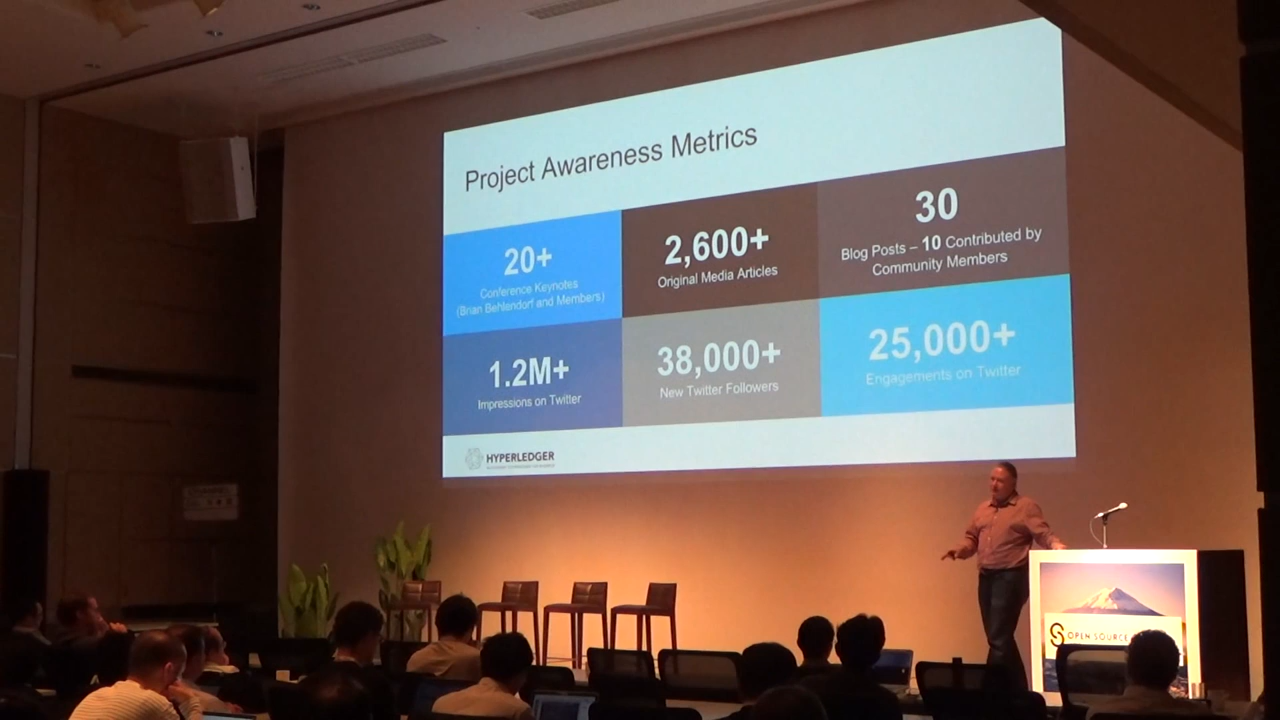 Project Awareness Metrics
20+
Conference Keynotes
(Brian Behlendorf and Members)
2,600+
Original Media Articles
30
Blog Posts – 10 Contributed by
Community Members
1.2M+
Impressions on Twitter
38,000+
New Twitter Followers
25,000+
Engagements on Twitter
HYPERLEDGER
OPEN SOURCE